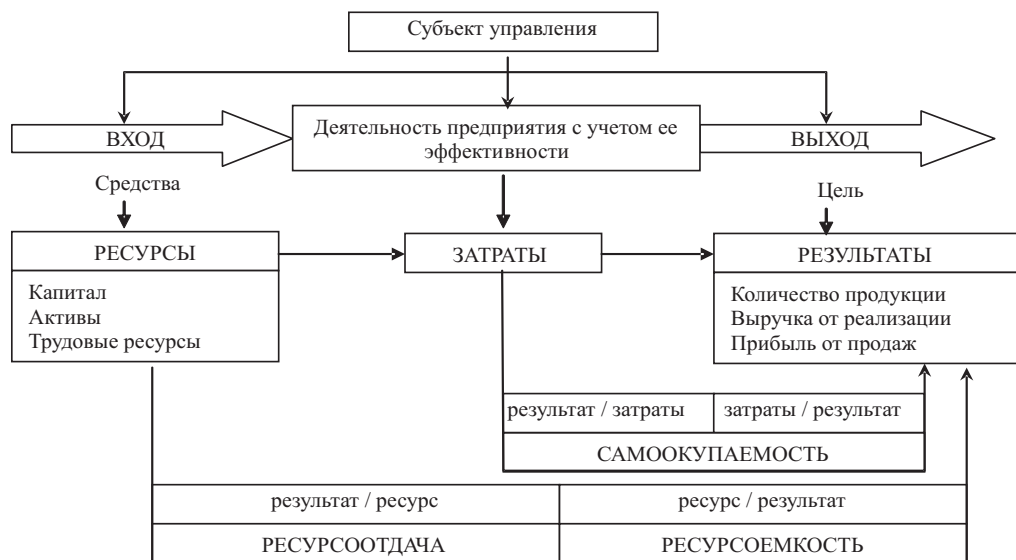 Субъект управления
ВХОД
Деятельность предприятия с учетом ее
эффективности
ВЫХОД
Средства
Цель
РЕСУРСЫ
ЗАТРАТЫ
РЕЗУЛЬТАТЫ
Капитал
Активы
Трудовые ресурсы
Количество продукции
Выручка от реализации
Прибыль от продаж
результат / затраты
затраты / результат
САМООКУПАЕМОСТЬ
результат / ресурс
ресурс / результат
РЕСУРСООТДАЧА
РЕСУРСОЕМКОСТЬ